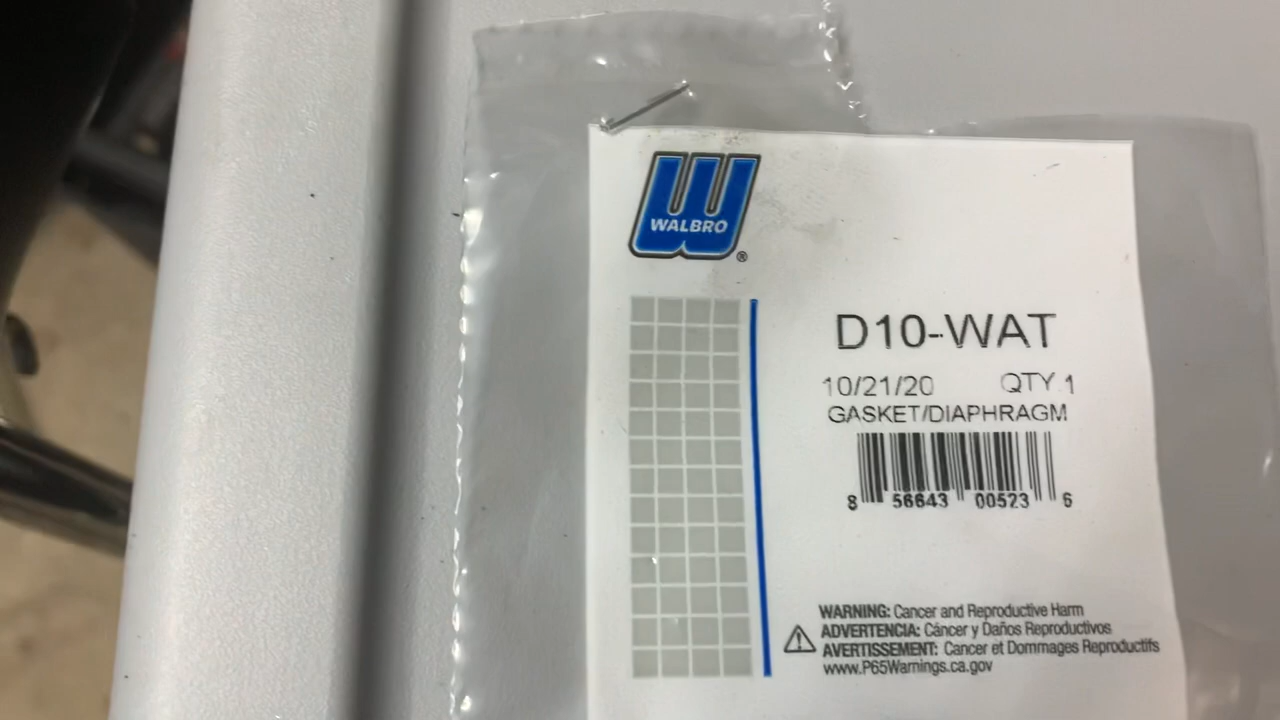 WALBRO
®
D10-WAT
10/21/20 QTY 1
GASKET/DIAPHRAGM
8 56643 00523 6
WARNING: Cancer and Reproductive Harm
ADVERTENCIA: Cáncer y Daños Reproductivos
AVERTISSEMENT: Cancer et Dommages Reproductifs
www.P65Warnings.ca.gov